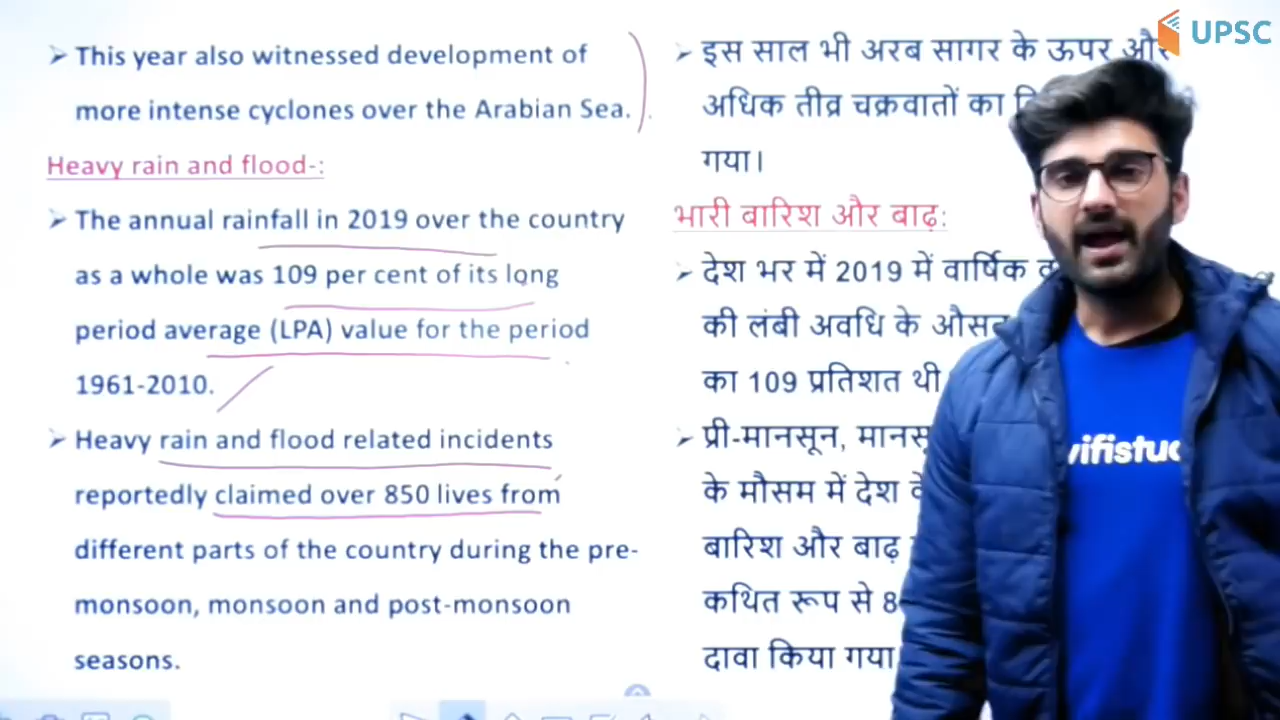 UPSC
➢ This year also witnessed development of
more intense cyclones over the Arabian Sea.
Heavy rain and flood-:
➢ The annual rainfall in 2019 over the country
as a whole was 109 per cent of its long
period average (LPA) value for the period
1961-2010.
➢ Heavy rain and flood related incidents
reportedly claimed over 850 lives from
different parts of the country during the pre-
monsoon, monsoon and post-monsoon
seasons.
➢ इस साल भी अरब सागर के ऊपर और
अधिक तीव्र चक्रवातों का
गया।
भारी बारिश और बाढ़:
➢ देश भर में 2019 में वार्षिक
की लंबी अवधि के
का 109 प्रतिशत थी
➢ प्री-मानसून,
के मौसम में देश
बारिश और बाढ़
कथित रूप से
दावा किया गया